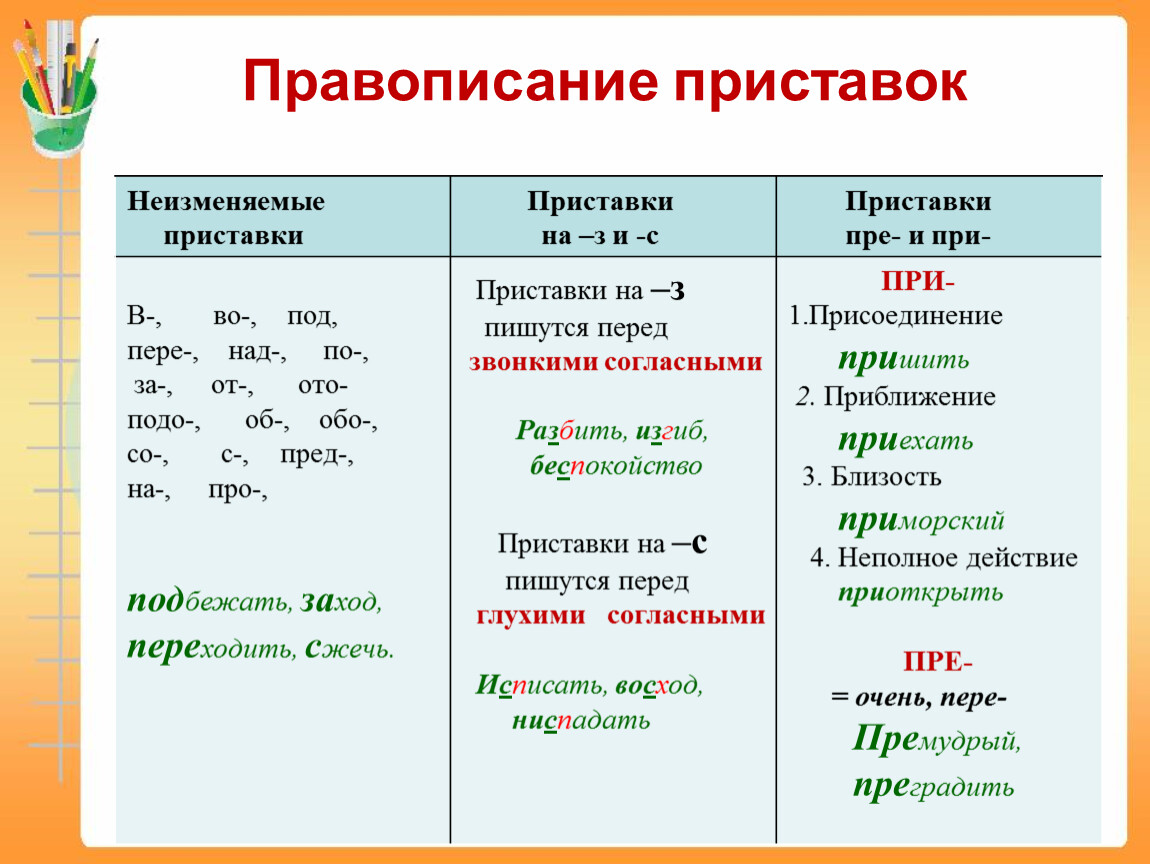 Правописание приставок
Неизменяемые
приставки
Приставки
на –з и -с
Приставки
пре- и при-
В-, во-, под,
пере-, над-, по-,
за-, от-, ото-
подо-, об-, обо-,
со-, с-, пред-,
на-, про-,
подбежать, заход,
переходить, сжечь.
Приставки на –з
пишутся перед
звонкими согласными
Разбить, изгиб,
беспокойство
Приставки на –с
пишутся перед
глухими согласными
Исписать, восход,
ниспадать
ПРИ-
1.Присоединение
пришить
2. Приближение
приехать
3. Близость
приморский
4. Неполное действие
приоткрыть
ПРЕ-
= очень, пере-
Премудрый,
преградить